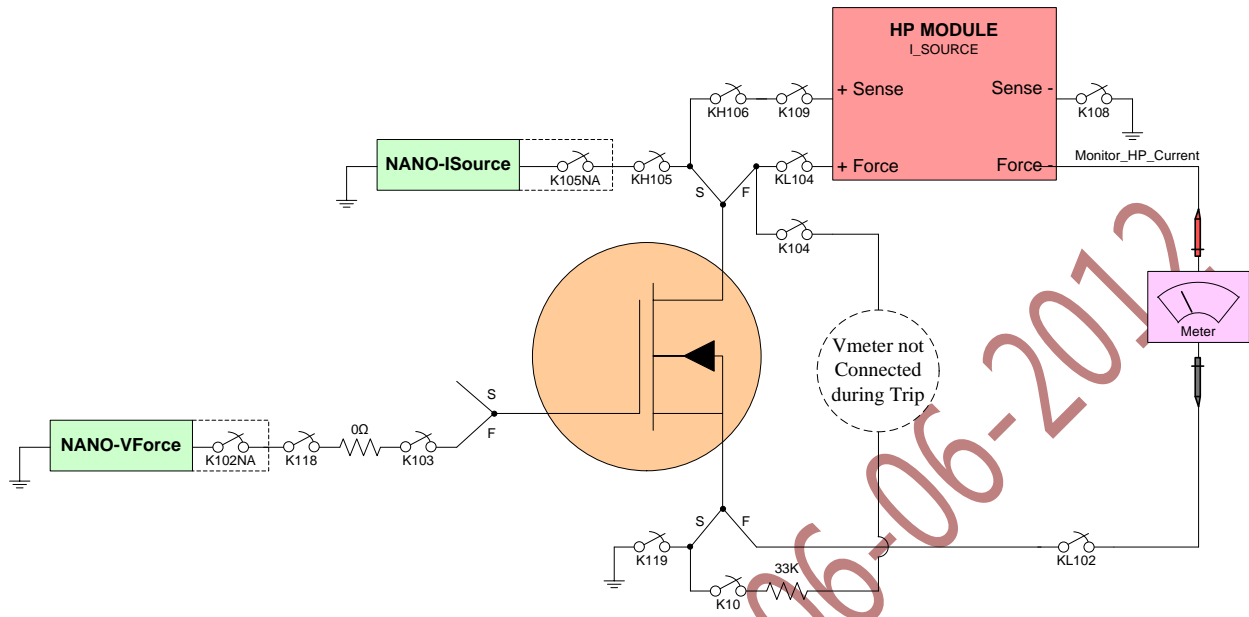 HP MODULE
I_SOURCE
+ Sense
Sense -
KH106
K109
K108
NANO-ISource
K105NA
KH105
S
F
KL104
+ Force
Force -
Monitor_HP_Current
K104
Meter
Vmeter not
Connected
during Trip
S
F
NANO-VForce
K102NA
K118
0Ω
K103
S
F
K119
K10
33K
KL102
06-06-2012